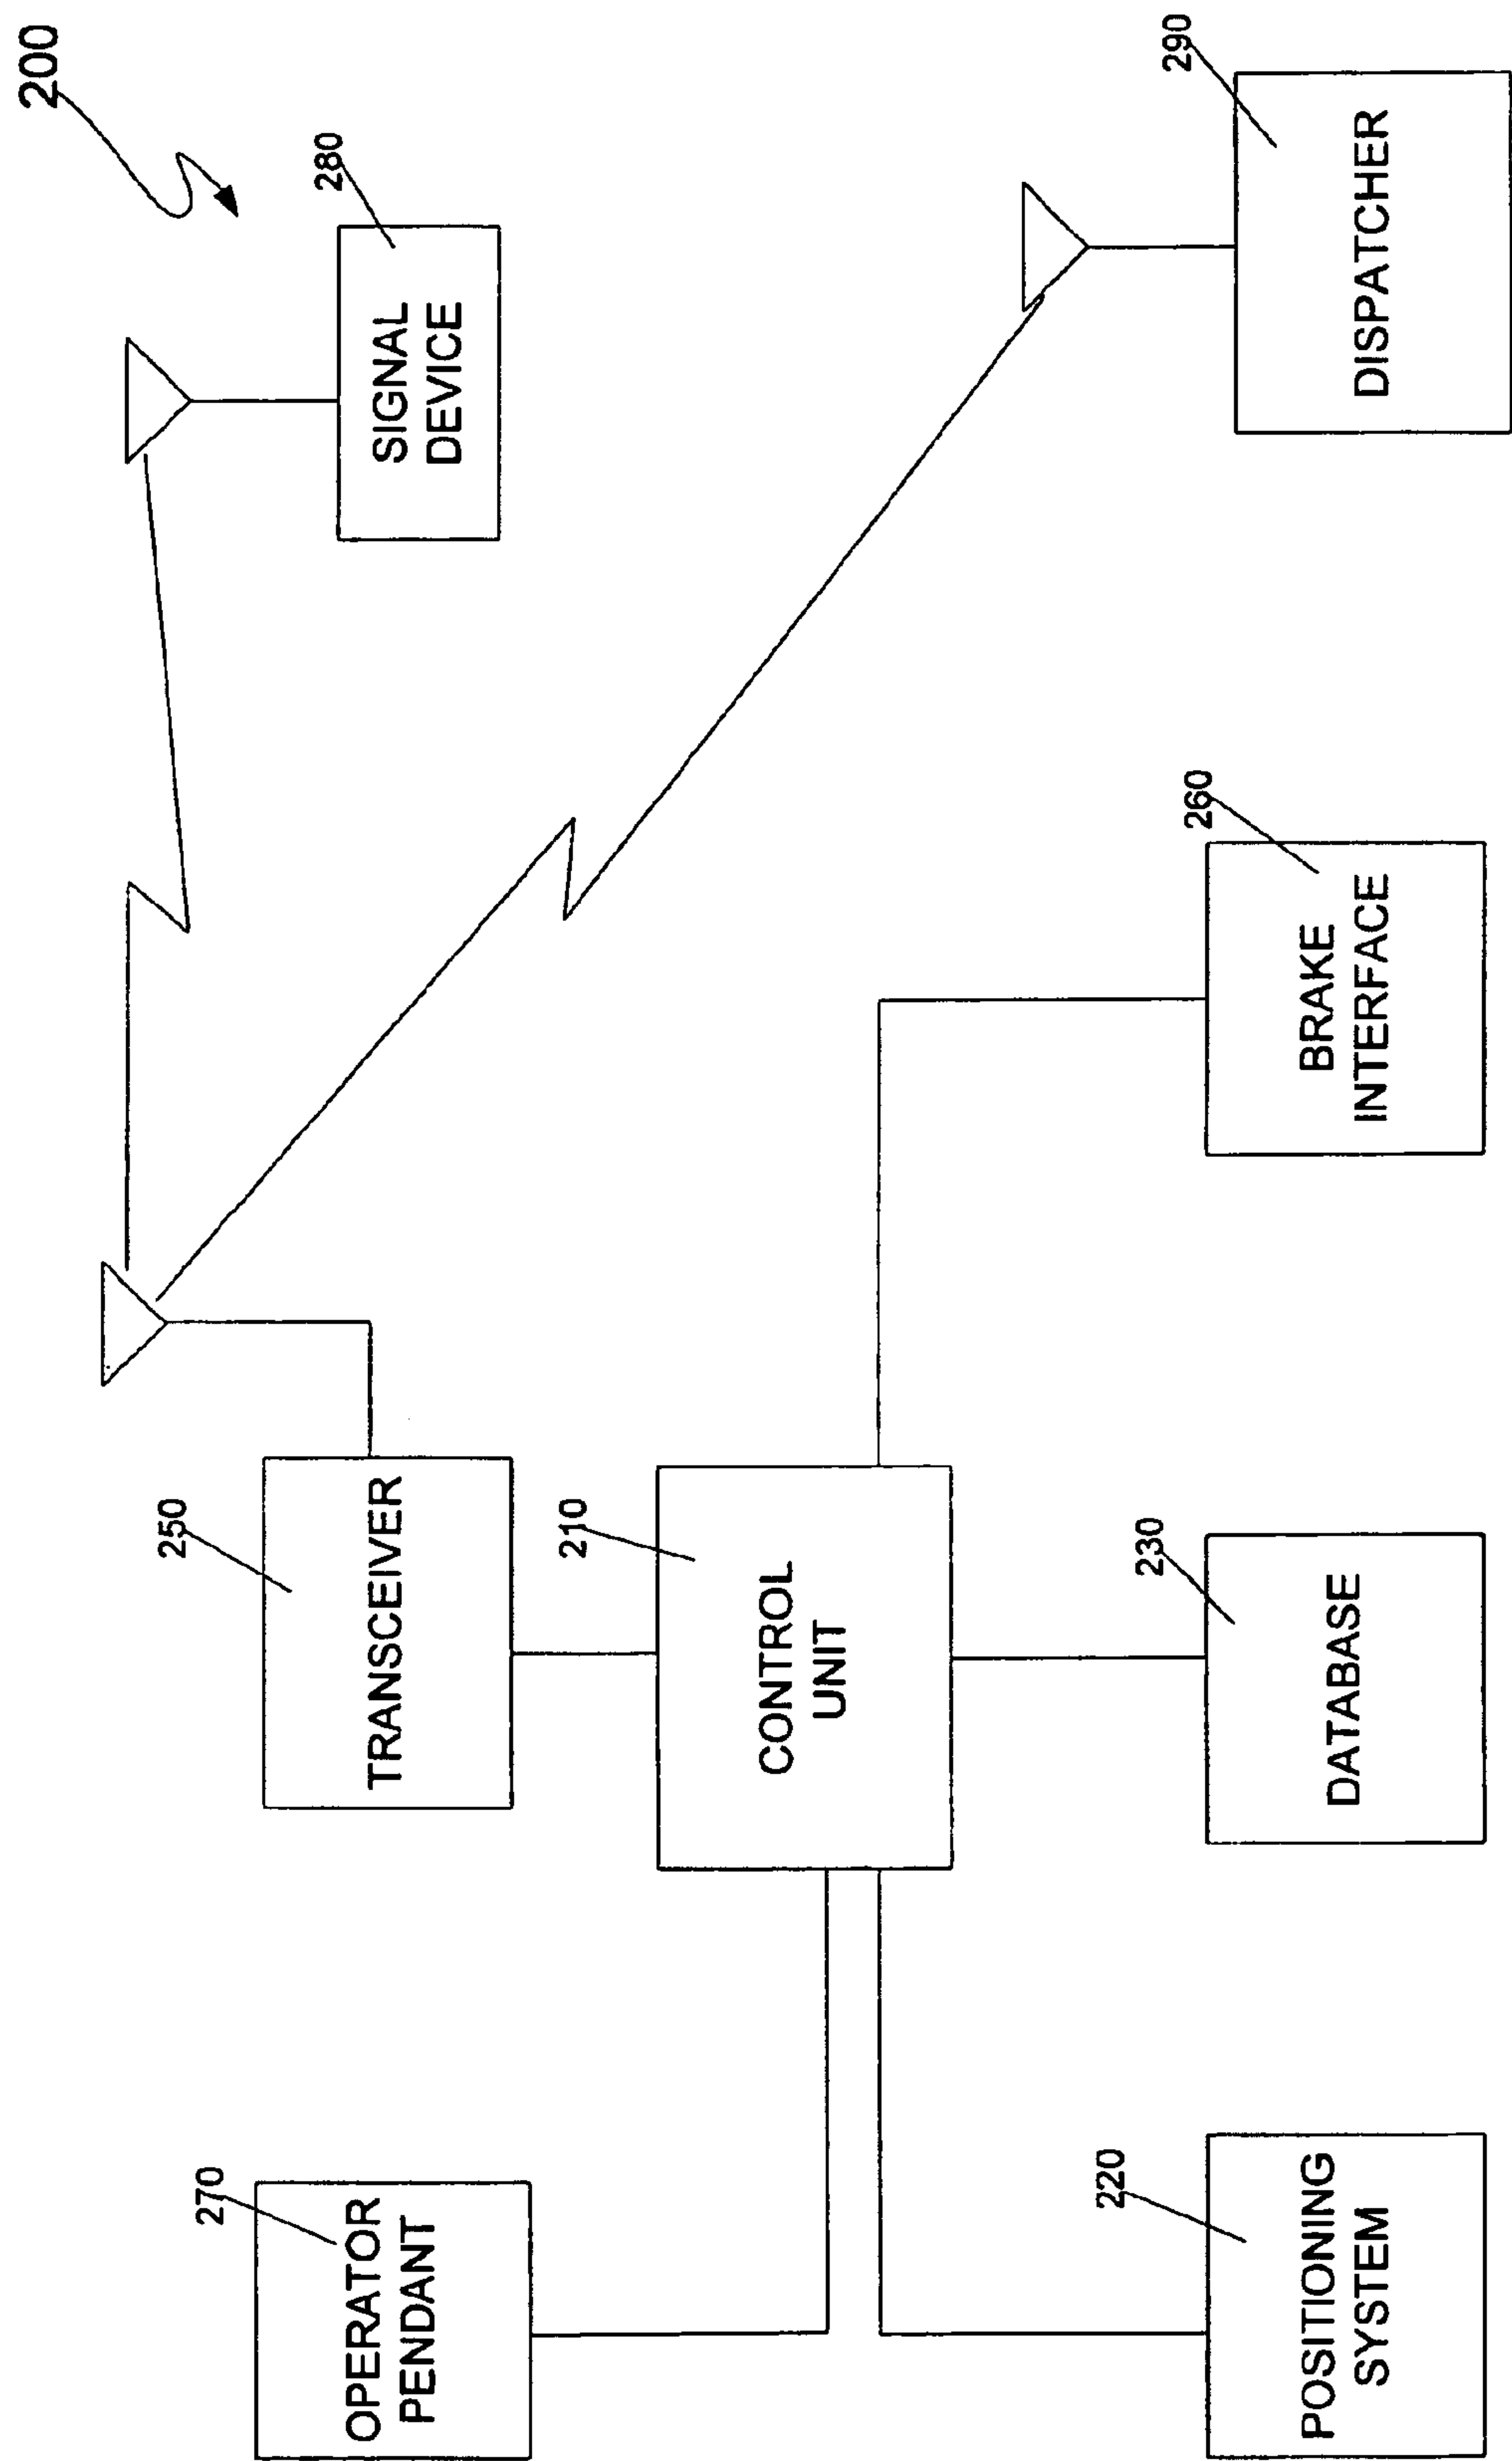 200
280
SIGNAL
DEVICE
250
TRANSCEIVER
270
OPERATOR
PENDANT
210
CONTROL
UNIT
290
DISPATCHER
260
BRAKE
INTERFACE
230
DATABASE
220
POSITIONING
SYSTEM